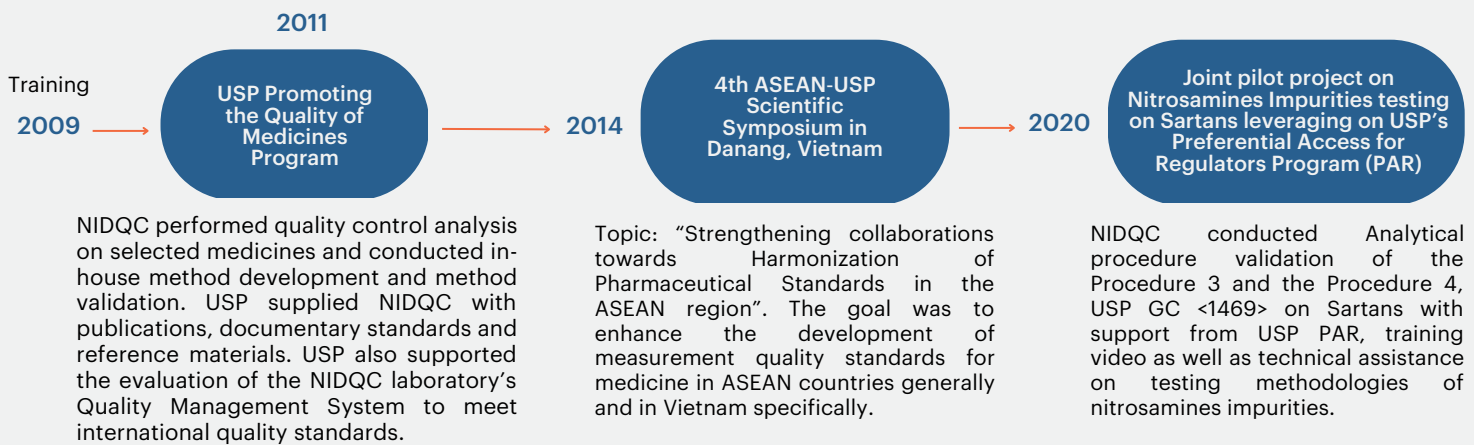 Training
2009
2011
USP Promoting
the Quality of
Medicines
Program
NIDQC performed quality control analysis
on selected medicines and conducted in-
house method development and method
validation. USP supplied NIDQC with
publications, documentary standards and
reference materials. USP also supported
the evaluation of the NIDQC laboratory’s
Quality Management System to meet
international quality standards.
2014
4th ASEAN-USP
Scientific
Symposium in
Danang, Vietnam
Topic: “Strengthening collaborations
towards Harmonization of
Pharmaceutical Standards in the
ASEAN region”. The goal was to
enhance the development of
measurement quality standards for
medicine in ASEAN countries generally
and in Vietnam specifically.
2020
Joint pilot project on
Nitrosamines Impurities testing
on Sartans leveraging on USP’s
Preferential Access for
Regulators Program (PAR)
NIDQC conducted Analytical
procedure validation of the
Procedure 3 and the Procedure 4,
USP GC <1469> on Sartans with
support from USP PAR, training
video as well as technical assistance
on testing methodologies of
nitrosamines impurities.